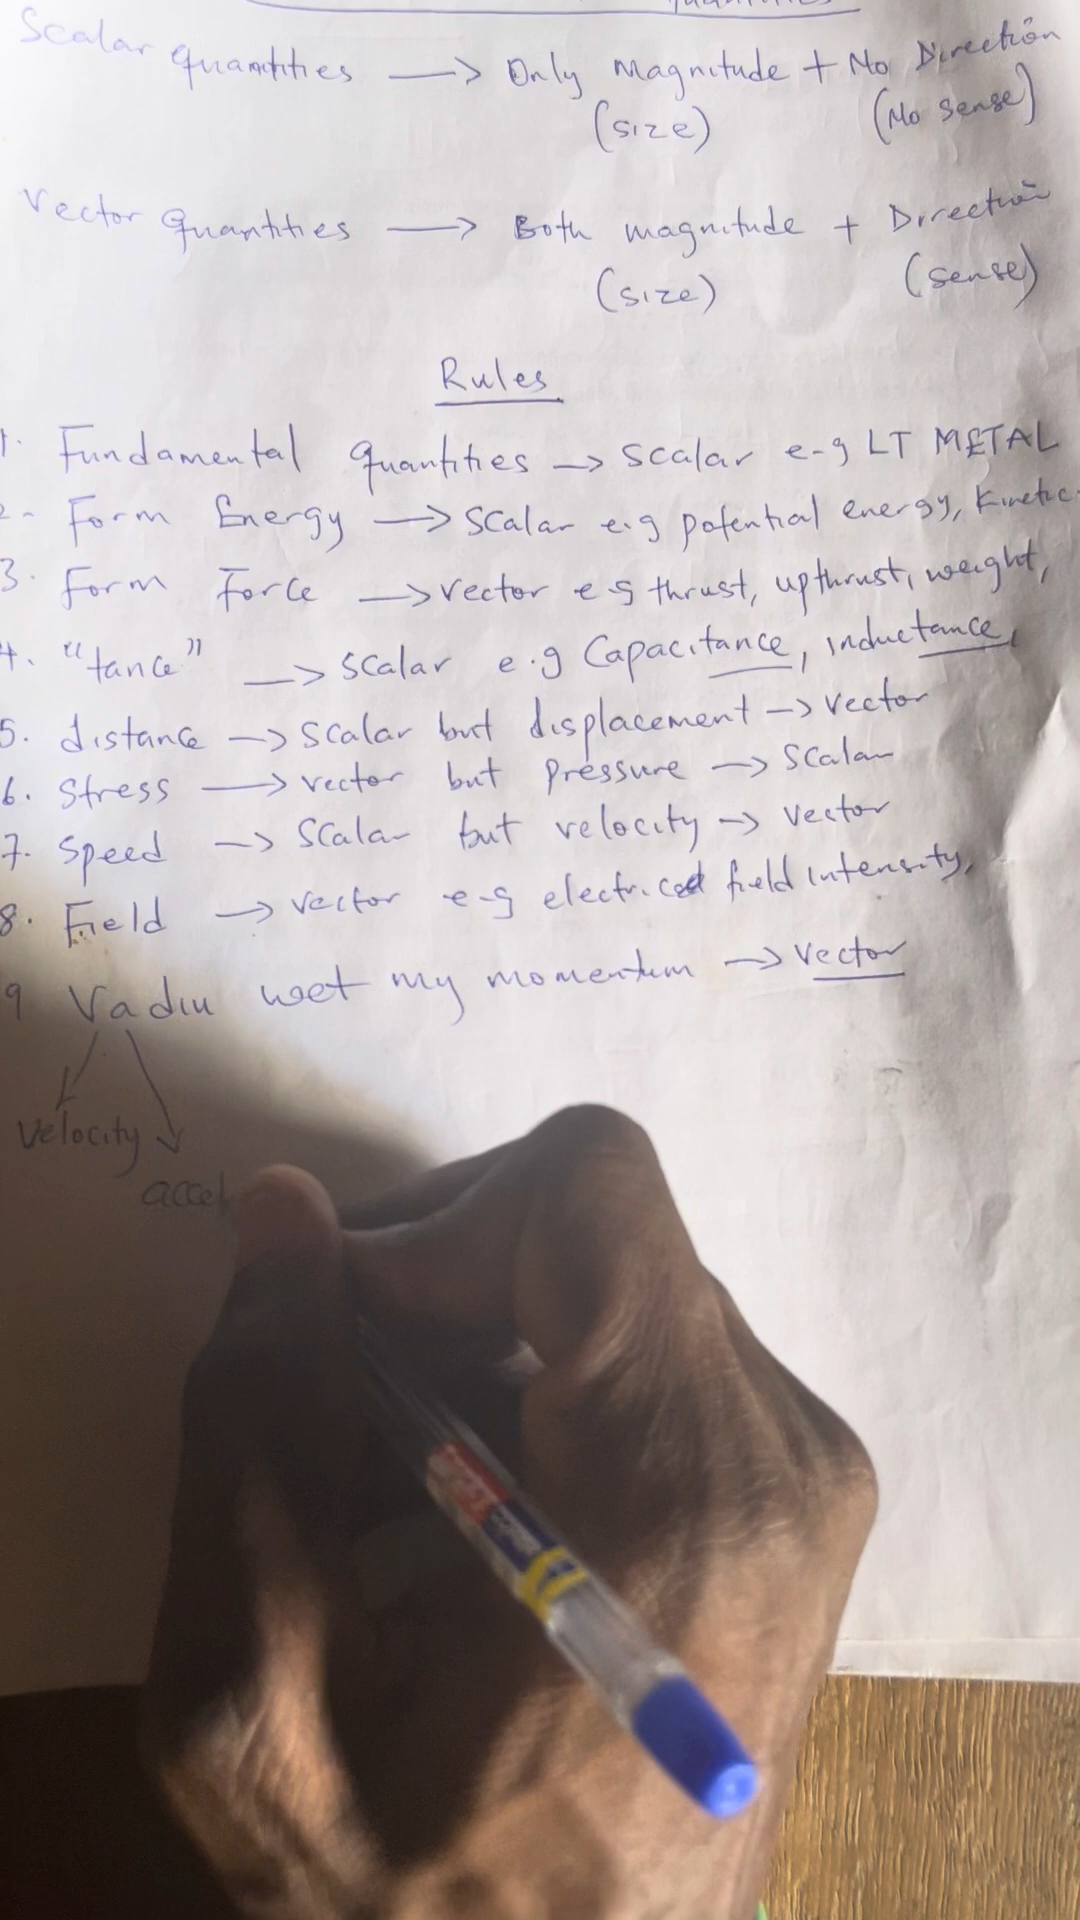 quantities
Scalar quantities → Only Magnitude + No Direction
(size) (No sense)
Vector quantities → Both magnitude + Direction
(size) (sense)
Rules
1. Fundamental quantities → scalar e-g LT METAL
2- Form Energy → scalar e.g potential energy, kinetic
3. Form Force → vector e g thrust, upthrust, weight,
4. "tance" → scalar e.g Capacitance, inductance,
5. distance → scalar but displacement → vector
6. Stress → vector but pressure → scalar
7. Speed → scalar but velocity → vector
8. Field → vector e-g electrical field intensity,
9 Vadiu wet my momentum → vector
Velocity
accel